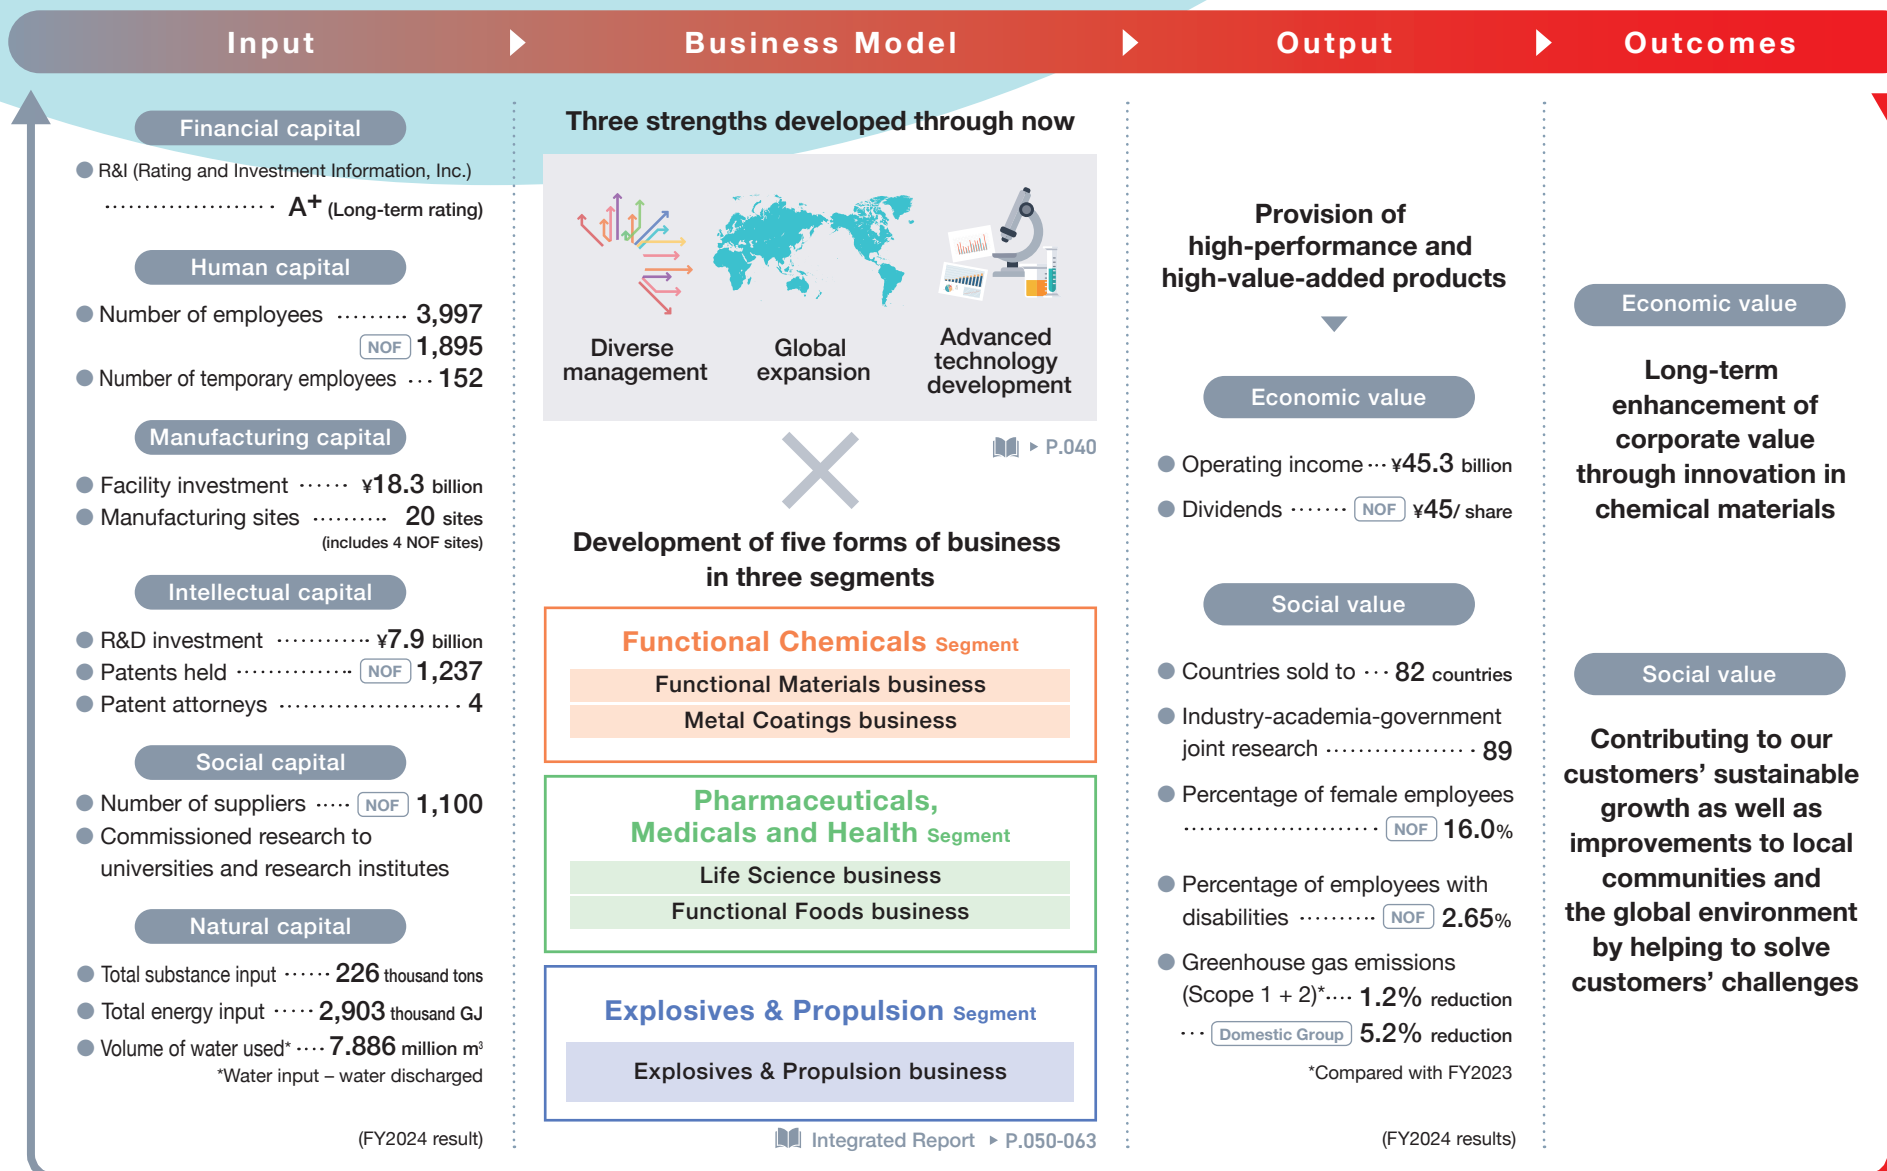 Input
Business Model
Output
Outcomes
Financial capital
R&I (Rating and Investment Information, Inc.)
A+ (Long-term rating)
Human capital
Number of employees ········· 3,997
NOF 1,895
Number of temporary employees ··· 152
Manufacturing capital
Facility investment ······ ¥18.3 billion
Manufacturing sites ·········· 20 sites
(includes 4 NOF sites)
Intellectual capital
R&D investment ············ ¥7.9 billion
Patents held ··············· NOF 1,237
Patent attorneys ······················· 4
Social capital
Number of suppliers ····· NOF 1,100
Commissioned research to
universities and research institutes
Natural capital
Total substance input ······ 226 thousand tons
Total energy input ····· 2,903 thousand GJ
Volume of water used* ···· 7.886 million m³
*Water input – water discharged
(FY2024 result)
Three strengths developed through now
Diverse
management
Global
expansion
Advanced
technology
development
P.040
Development of five forms of business
in three segments
Functional Chemicals Segment
Functional Materials business
Metal Coatings business
Pharmaceuticals,
Medicals and Health Segment
Life Science business
Functional Foods business
Explosives & Propulsion Segment
Explosives & Propulsion business
Integrated Report P.050-063
Provision of
high-performance and
high-value-added products
Economic value
Operating income ··· ¥45.3 billion
Dividends ······· NOF ¥45/ share
Social value
Countries sold to ··· 82 countries
Industry-academia-government
joint research ··················· 89
Percentage of female employees
························· NOF 16.0%
Percentage of employees with
disabilities ·········· NOF 2.65%
Greenhouse gas emissions
(Scope 1 + 2)*···· 1.2% reduction
··· Domestic Group 5.2% reduction
*Compared with FY2023
(FY2024 results)
Economic value
Long-term
enhancement of
corporate value
through innovation in
chemical materials
Social value
Contributing to our
customers’ sustainable
growth as well as
improvements to local
communities and
the global environment
by helping to solve
customers’ challenges